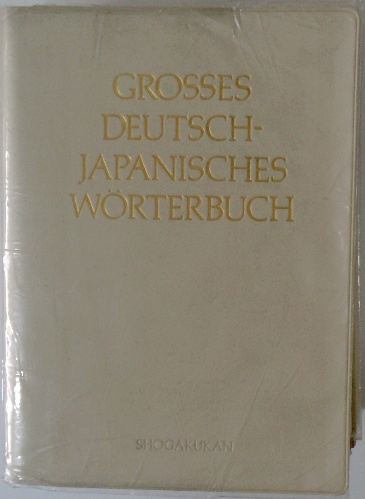 GROSSES
DEUTSCH-
JAPANISCHES
WÖRTERBUCH
SHOGAKUKAN